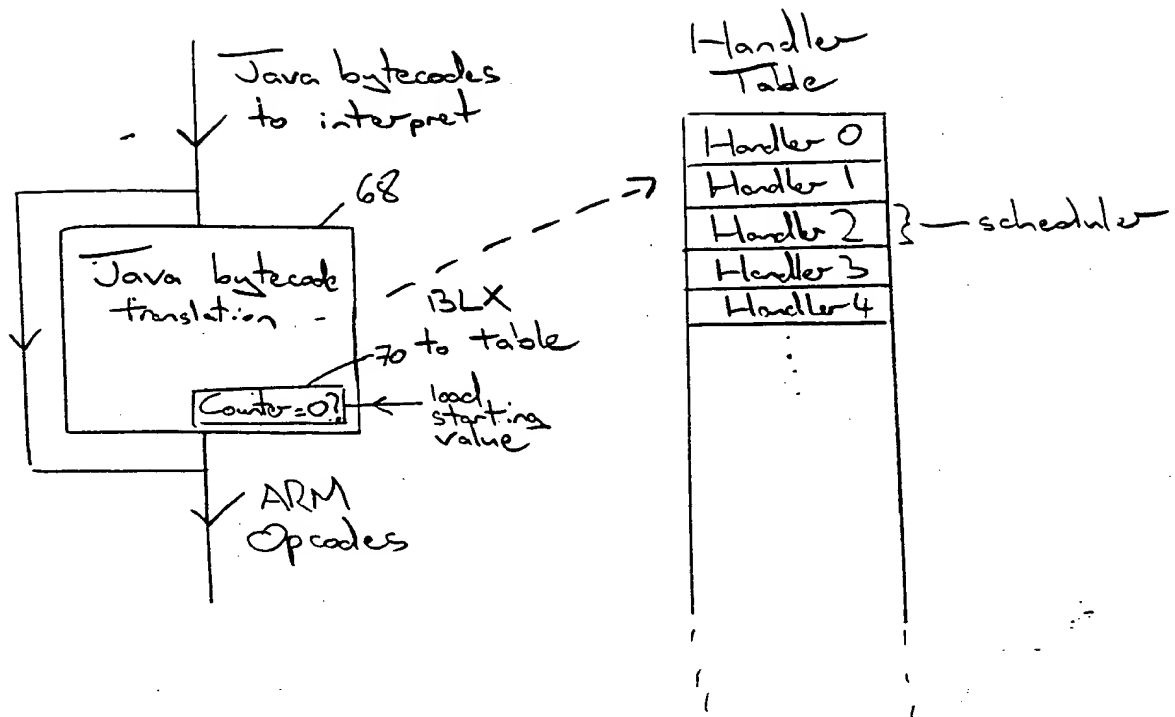 Java bytecodes
to interpret
68
Java bytecode
translation
BLX
to table
70
Counter=0?
load
starting
value
ARM
Opcodes
Handler
Table
Handler 0
Handler 1
Handler 2
scheduler
Handler 3
Handler 4